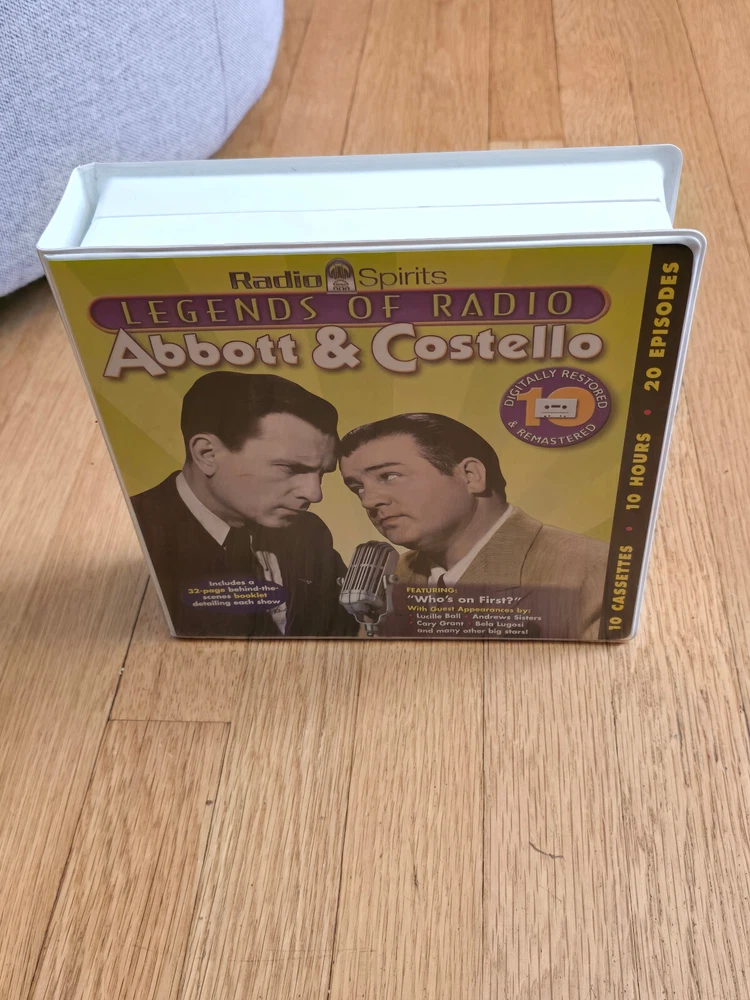 Radio Spirits
LEGENDS OF RADIO
Abbott & Costello
DIGITALLY RESTORED
10
& REMASTERED
Includes a
32-page behind-the-
scenes booklet
detailing each show
FEATURING:
"Who's on First?"
With Guest Appearances by:
Lucille Ball Andrews Sisters
Cary Grant Bela Lugosi
and many other big stars!
10 CASSETTES • 10 HOURS • 20 EPISODES